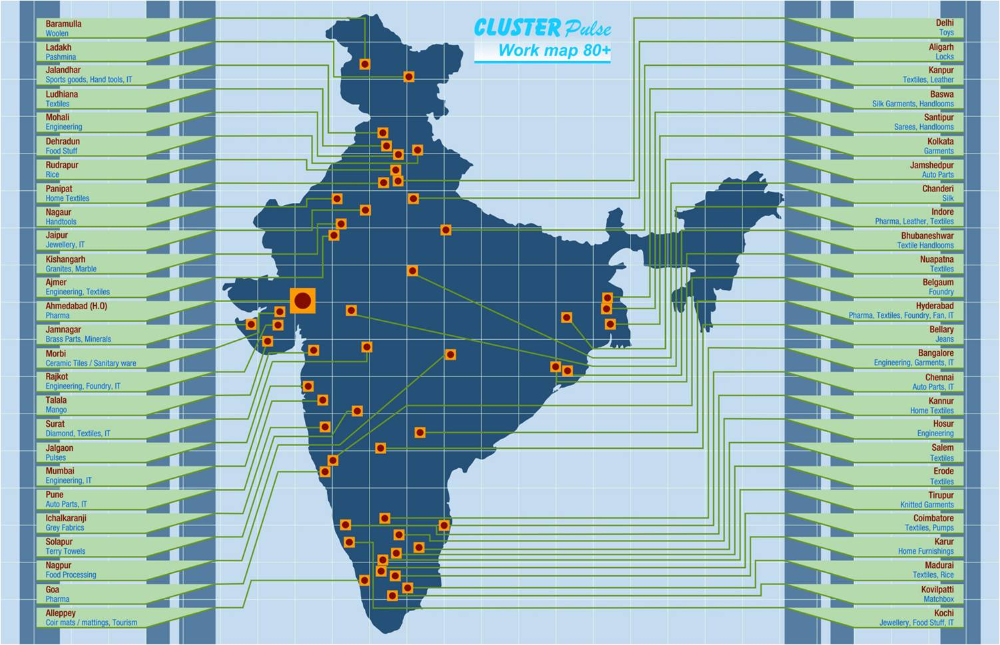 CLUSTER Pulse
Work map 80+
Baramulla
Woolen
Ladakh
Pashmina
Jalandhar
Sports goods, Hand tools, IT
Ludhiana
Textiles
Mohali
Engineering
Dehradun
Food Stuff
Rudrapur
Rice
Panipat
Home Textiles
Nagaur
Handtools
Jaipur
Jewellery, IT
Kishangarh
Granites, Marble
Ajmer
Engineering, Textiles
Ahmedabad (H.O)
Pharma
Jamnagar
Brass Parts, Minerals
Morbi
Ceramic Tiles / Sanitary ware
Rajkot
Engineering, Foundry, IT
Talala
Mango
Surat
Diamond, Textiles, IT
Jalgaon
Pulses
Mumbai
Engineering, IT
Pune
Auto Parts, IT
Ichalkaranji
Grey Fabrics
Solapur
Terry Towels
Nagpur
Food Processing
Goa
Pharma
Alleppey
Coir mats / mattings, Tourism
Delhi
Toys
Aligarh
Locks
Kanpur
Textiles, Leather
Baswa
Silk Garments, Handlooms
Santipur
Sarees, Handlooms
Kolkata
Garments
Jamshedpur
Auto Parts
Chanderi
Silk
Indore
Pharma, Leather, Textiles
Bhubaneshwar
Textile Handlooms
Nuapatna
Textiles
Belgaum
Foundry
Hyderabad
Pharma, Textiles, Foundry, Fan, IT
Bellary
Jeans
Bangalore
Engineering, Garments, IT
Chennai
Auto Parts, IT
Kannur
Home Textiles
Hosur
Engineering
Salem
Textiles
Erode
Textiles
Tirupur
Knitted Garments
Coimbatore
Textiles, Pumps
Karur
Home Furnishings
Madurai
Textiles, Rice
Kovilpatti
Matchbox
Kochi
Jewellery, Food Stuff, IT